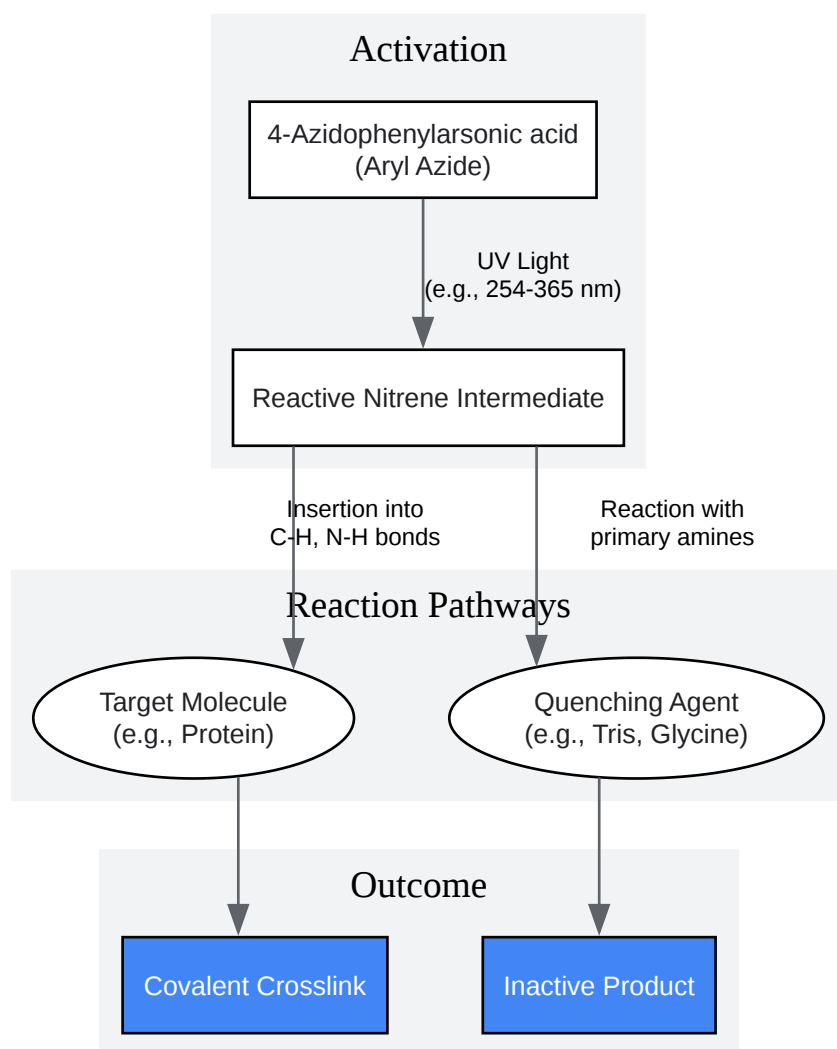 Activation
4-Azidophenylarsonic acid
(Aryl Azide)
UV Light
(e.g., 254-365 nm)
Reactive Nitrene Intermediate
Insertion into
C-H, N-H bonds
Reaction with
primary amines
Reaction Pathways
Target Molecule
(e.g., Protein)
Quenching Agent
(e.g., Tris, Glycine)
Outcome
Covalent Crosslink
Inactive Product